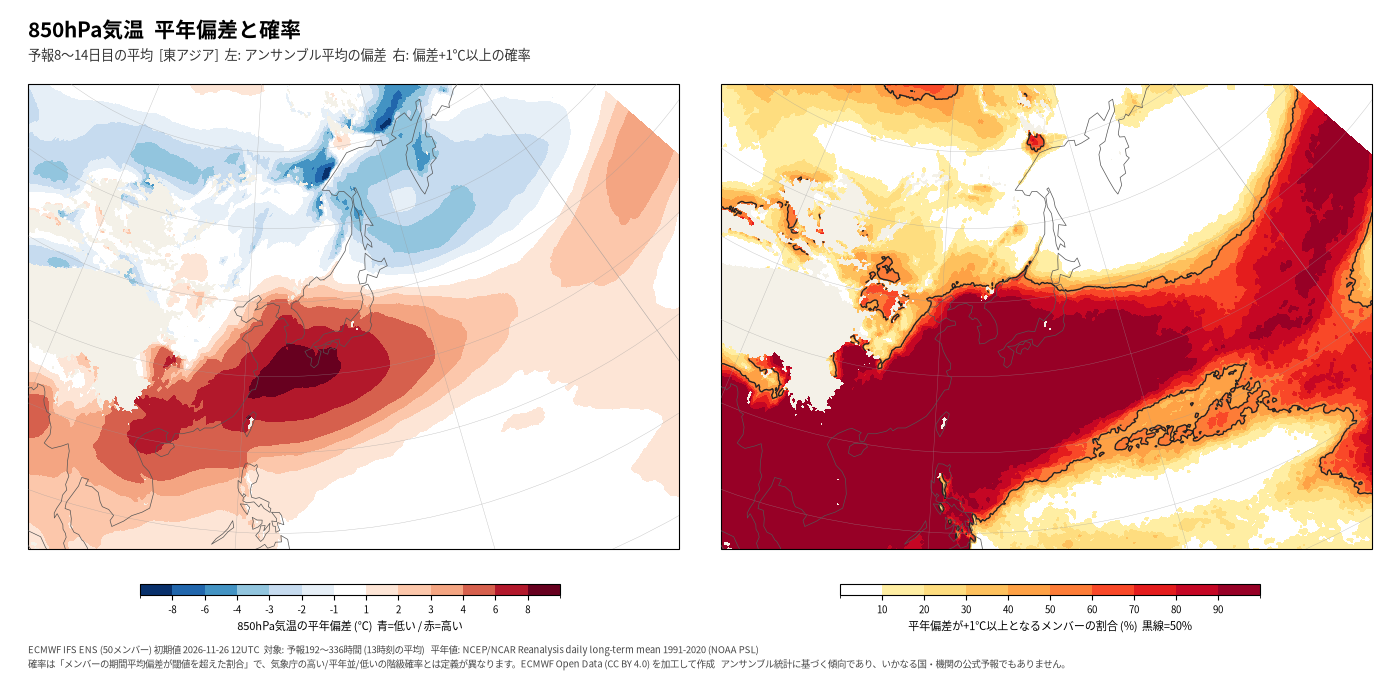 850hPa気温 平年偏差と確率
予報8～14日目の平均 [東アジア] 左: アンサンブル平均の偏差 右: 偏差+1℃以上の確率
-8 -6 -4 -3 -2 -1 1 2 3 4 6 8
850hPa気温の平年偏差 (℃) 青=低い / 赤=高い
10 20 30 40 50 60 70 80 90
平年偏差が+1℃以上となるメンバーの割合 (%) 黒線=50%
ECMWF IFS ENS (50メンバー) 初期値 2026-11-26 12UTC 対象: 予報192～336時間 (13時刻の平均) 平年値: NCEP/NCAR Reanalysis daily long-term mean 1991-2020 (NOAA PSL)
確率は「メンバーの期間平均偏差が閾値を超えた割合」で、気象庁の高い/平年並/低いの階級確率とは定義が異なります。ECMWF Open Data (CC BY 4.0) を加工して作成 アンサンブル統計に基づく傾向であり、いかなる国・機関の公式予報でもありません。